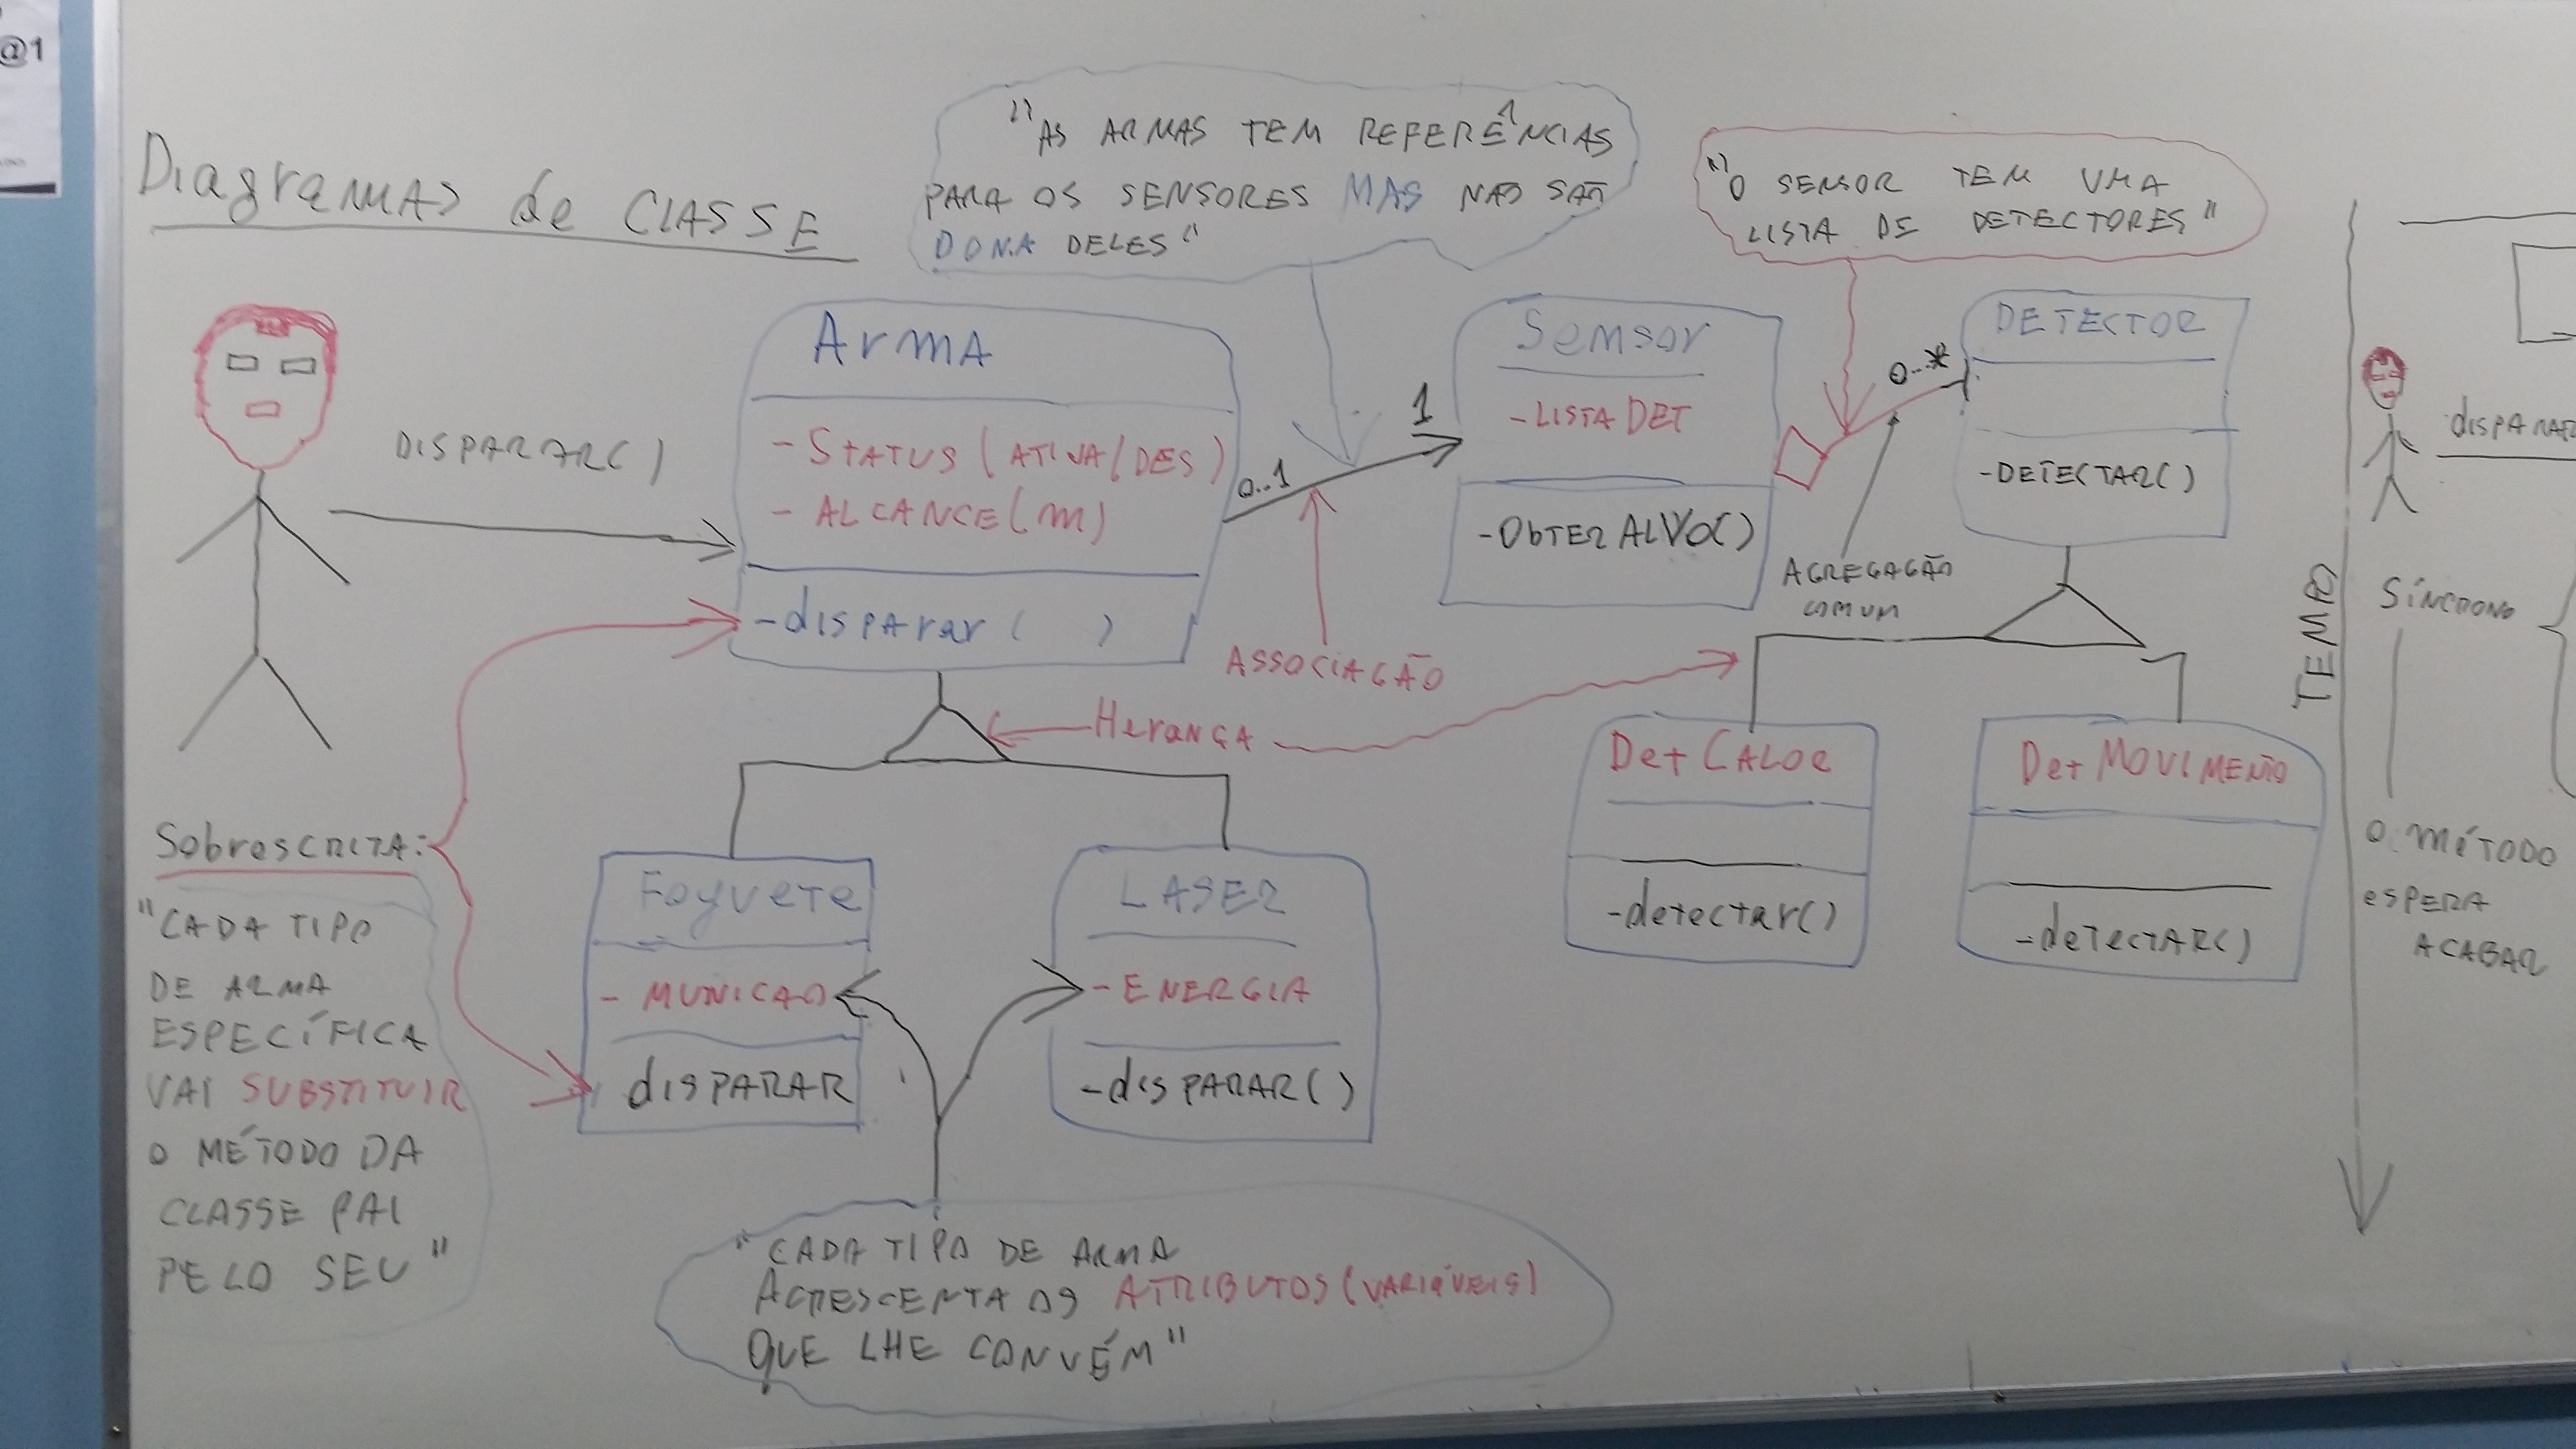 @1
Diagramas de CLASSE
"AS ARMAS TEM REFERÊNCIAS
PARA OS SENSORES MAS NÃO SÃO
DONA DELES"
"O SENSOR TEM UMA
LISTA DE DETECTORES"
DISPARAR()
ArmA
- STATUS (ATIVA/DES)
- ALCANCE(m)
-disparar ( )
0..1
1
Sensor
-LISTA DET
-ObTER ALVO()
0..*
DETECTOR
-DETECTAR()
AGREGAÇÃO
COMUM
ASSOCIAÇÃO
HeranÇA
Det CALOR
-detectar()
Det MOVIMENTO
-deTectAR()
SobrescRITA:
"CADA TIPO
DE ARMA
ESPECÍFICA
VAI SUBSTITUIR
O MÉTODO DA
CLASSE PAI
PELO SEU"
Foguete
- MUNICAO
disPARAR
LASER
- ENERGIA
-disPARAR()
"CADA TIPO DE ARMA
ACRESCENTA OS ATRIBUTOS (VARIÁVEIS)
QUE LHE CONVÉM"
TEMPO
SÍNCRONO
O MÉTODO
eSPERA
ACABAR